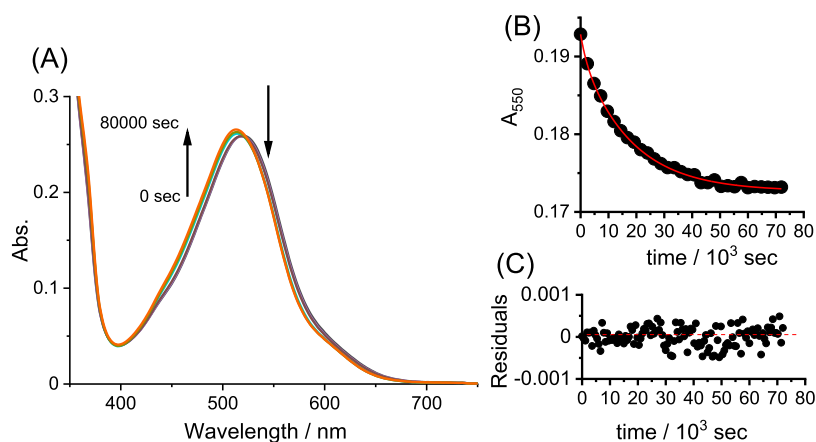 (A)
0.3
0.2
0.1
0
Abs.
80000 sec
0 sec
400
500
600
700
Wavelength / nm
(B)
0.19
0.18
0.17
A550
0
10
20
30
40
50
60
70
80
time / 10³ sec
(C)
0.001
0
-0.001
Residuals
0
10
20
30
40
50
60
70
80
time / 10³ sec